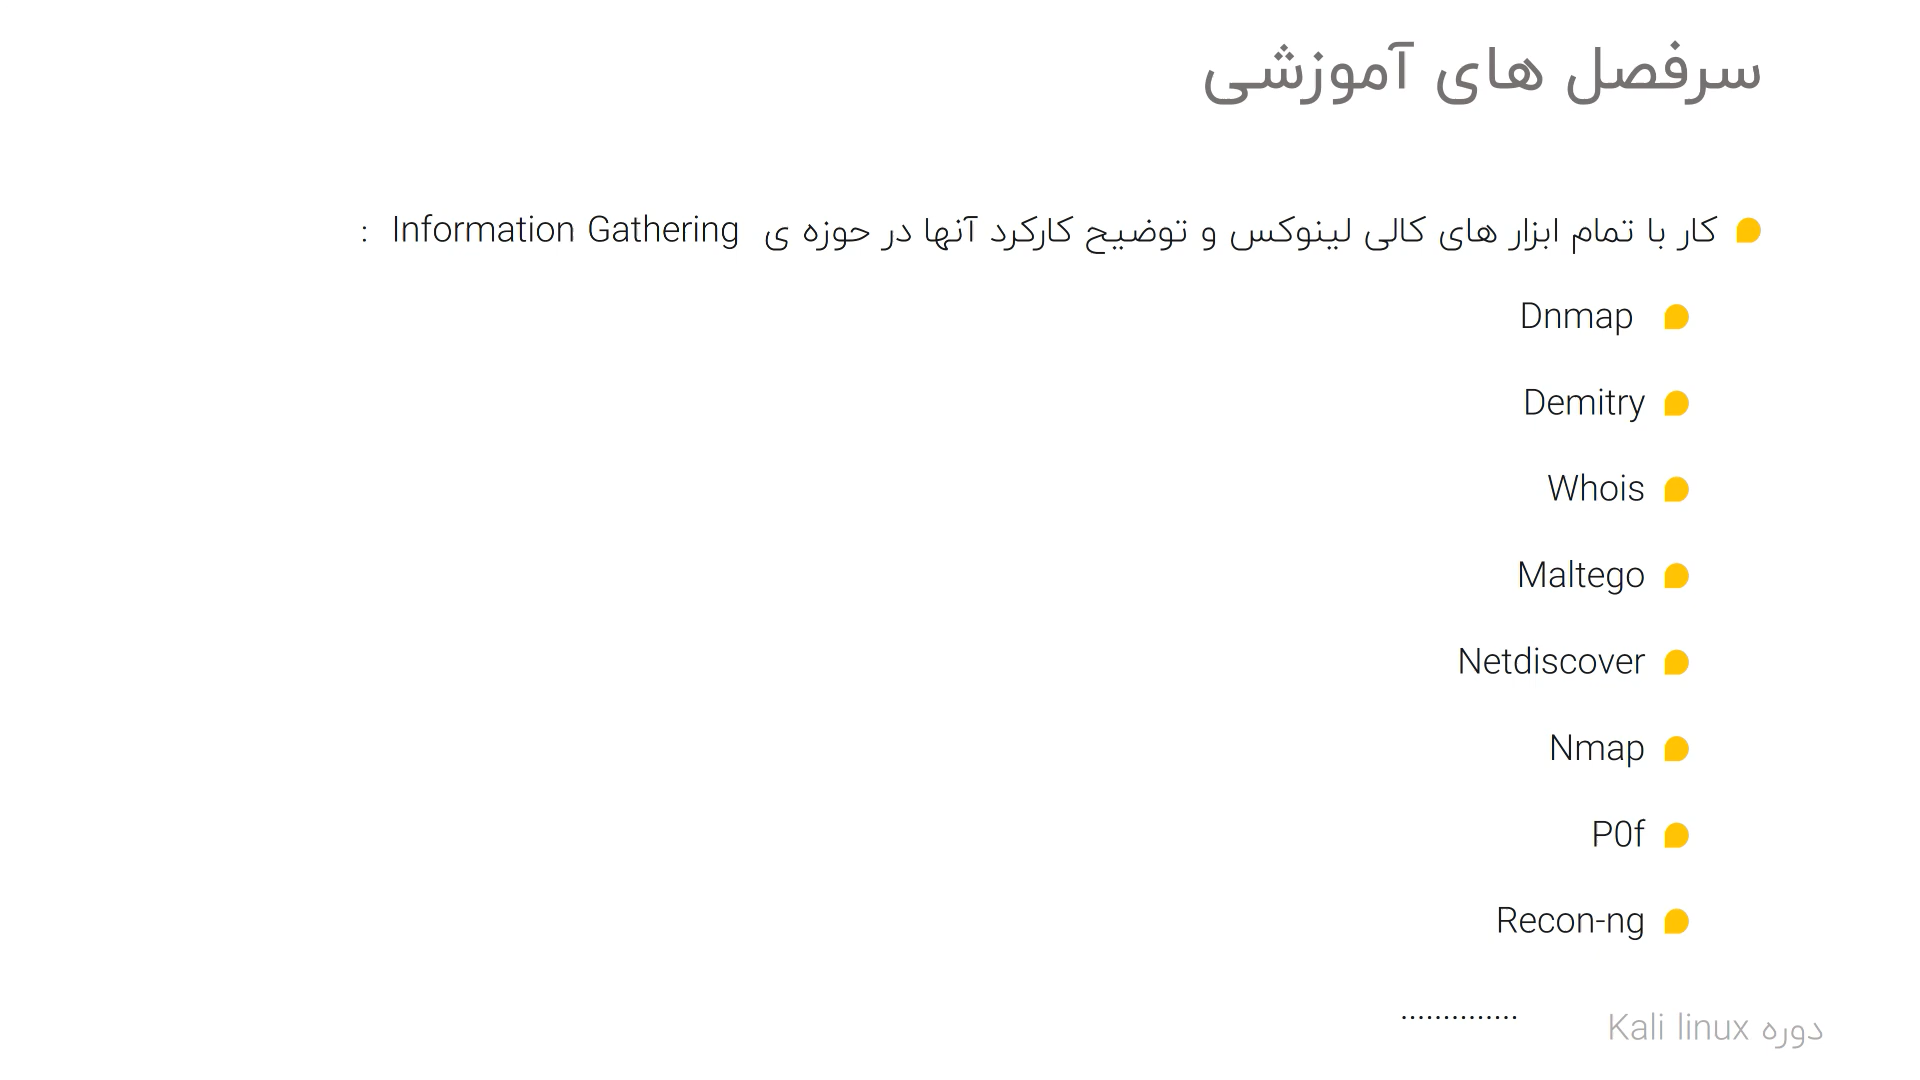 سرفصل های آموزشی
کار با تمام ابزار های کالی لینوکس و توضیح کارکرد آنها در حوزه ی Information Gathering :
Dnmap
Demitry
Whois
Maltego
Netdiscover
Nmap
P0f
Recon-ng
..............
دوره Kali linux